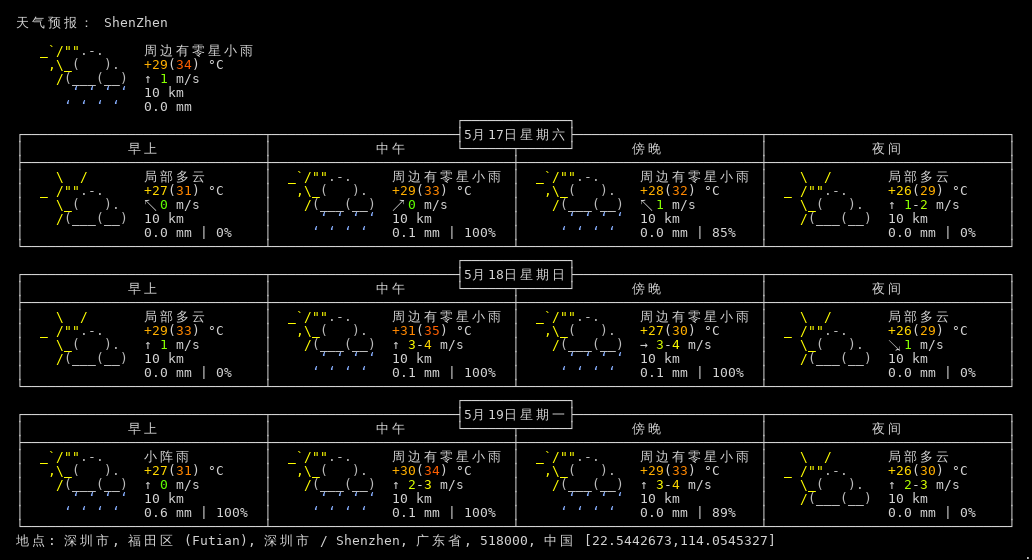 天气预报： ShenZhen
周边有零星小雨
+29(34) °C
↑ 1 m/s
10 km
0.0 mm
5月17日星期六
早上 中午 傍晚 夜间
局部多云 周边有零星小雨 周边有零星小雨 局部多云
+27(31) °C +29(33) °C +28(32) °C +26(29) °C
↖ 0 m/s ↗ 0 m/s ↖ 1 m/s ↑ 1-2 m/s
10 km 10 km 10 km 10 km
0.0 mm | 0% 0.1 mm | 100% 0.0 mm | 85% 0.0 mm | 0%
5月18日星期日
早上 中午 傍晚 夜间
局部多云 周边有零星小雨 周边有零星小雨 局部多云
+29(33) °C +31(35) °C +27(30) °C +26(29) °C
↑ 1 m/s ↑ 3-4 m/s → 3-4 m/s ↘ 1 m/s
10 km 10 km 10 km 10 km
0.0 mm | 0% 0.1 mm | 100% 0.1 mm | 100% 0.0 mm | 0%
5月19日星期一
早上 中午 傍晚 夜间
小阵雨 周边有零星小雨 周边有零星小雨 局部多云
+27(31) °C +30(34) °C +29(33) °C +26(30) °C
↑ 0 m/s ↑ 2-3 m/s ↑ 3-4 m/s ↑ 2-3 m/s
10 km 10 km 10 km 10 km
0.6 mm | 100% 0.1 mm | 100% 0.0 mm | 89% 0.0 mm | 0%
地点: 深圳市, 福田区 (Futian), 深圳市 / Shenzhen, 广东省, 518000, 中国 [22.5442673,114.0545327]